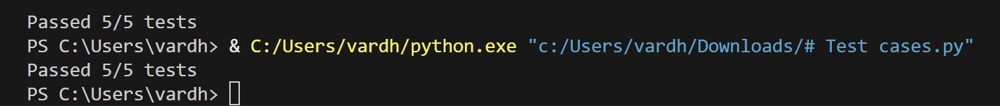 Passed 5/5 tests
PS C:\Users\vardh> & C:/Users/vardh/python.exe "c:/Users/vardh/Downloads/# Test cases.py"
Passed 5/5 tests
PS C:\Users\vardh>